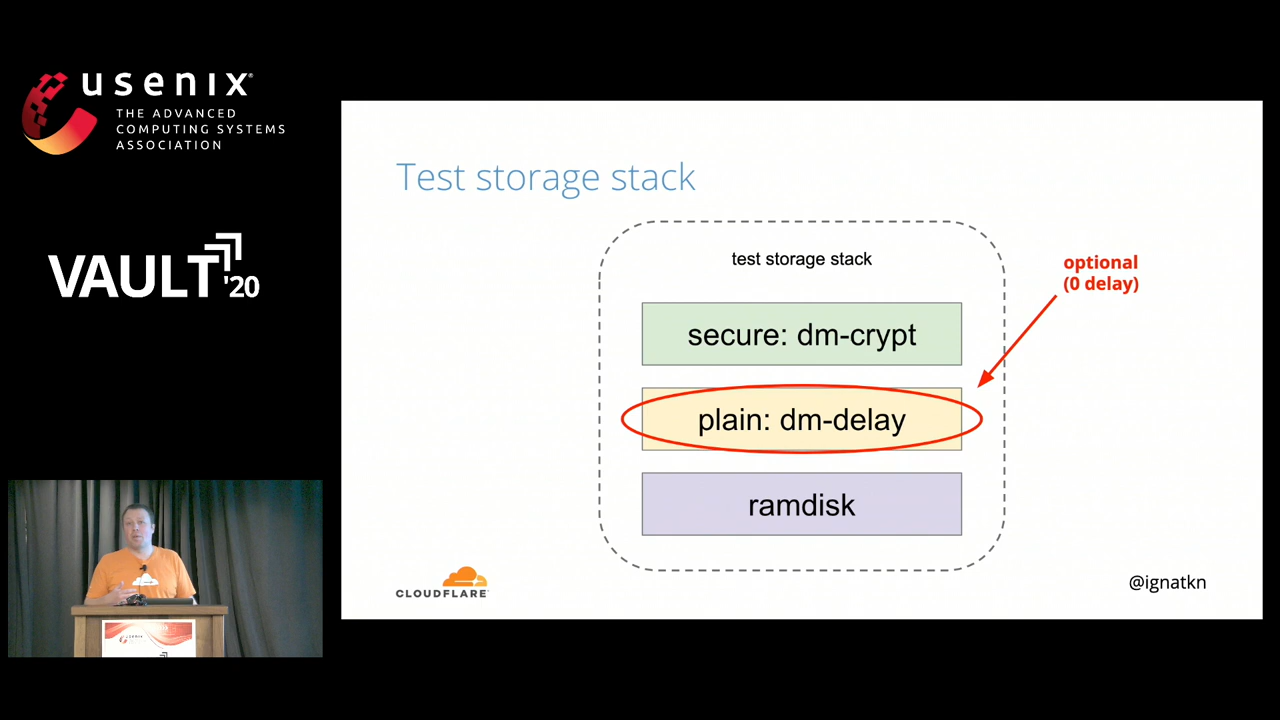 usenix
THE ADVANCED
COMPUTING SYSTEMS
ASSOCIATION
VAULT '20
Test storage stack
test storage stack
optional
(0 delay)
secure: dm-crypt
plain: dm-delay
ramdisk
CLOUDFLARE
@ignatkn
usenix